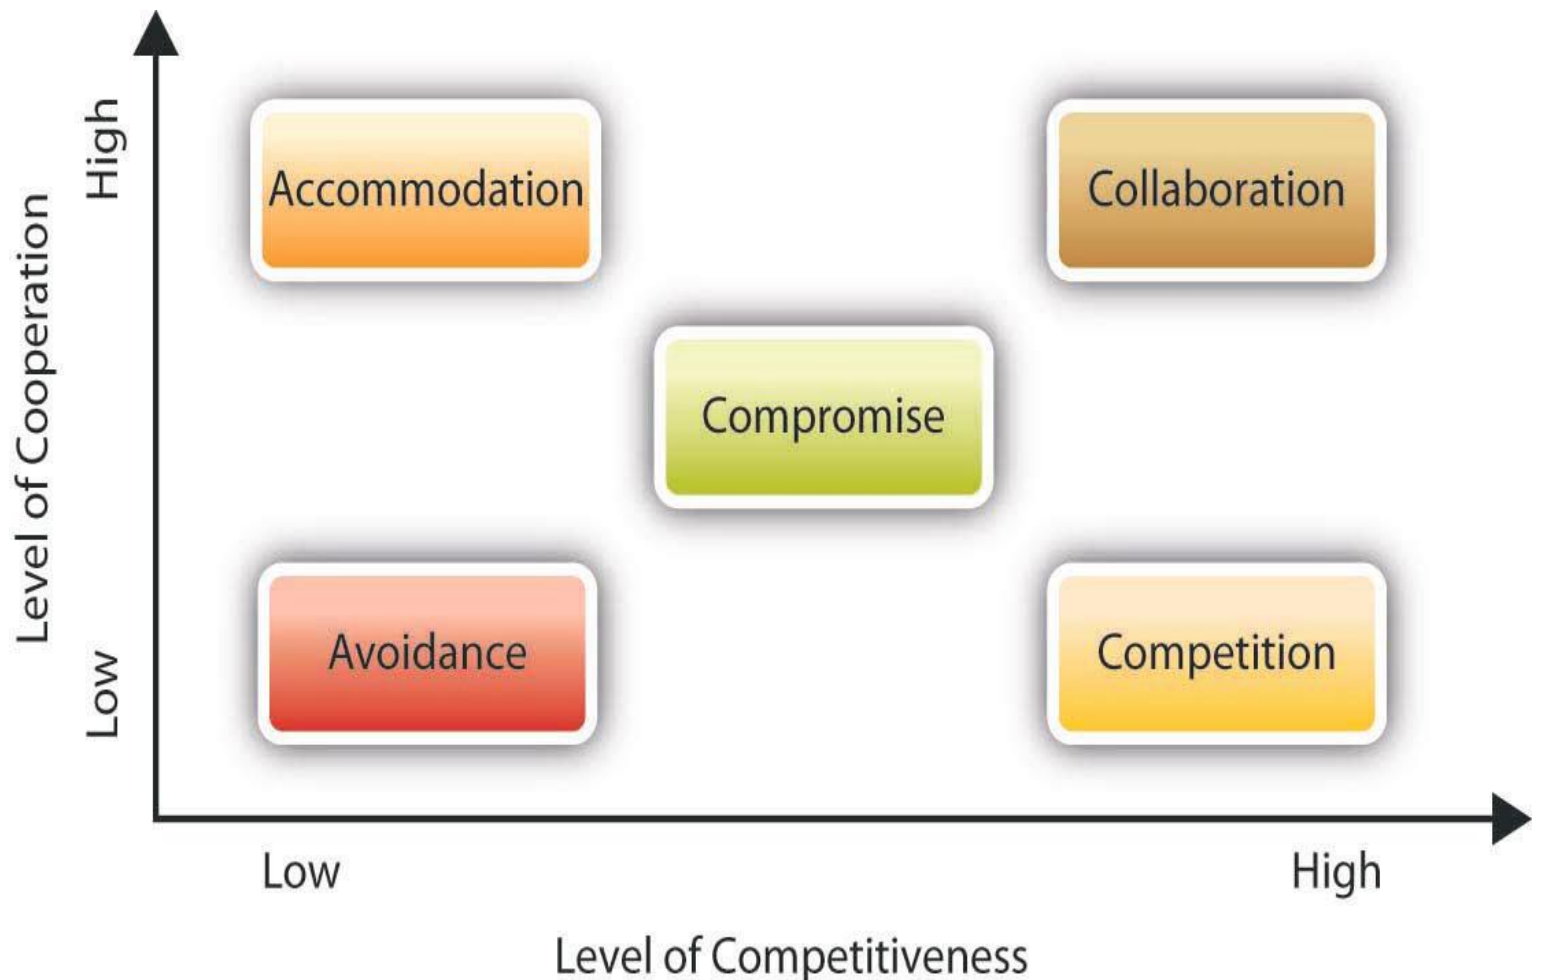 Level of Cooperation
High
Low
Accommodation
Collaboration
Compromise
Avoidance
Competition
Low
High
Level of Competitiveness